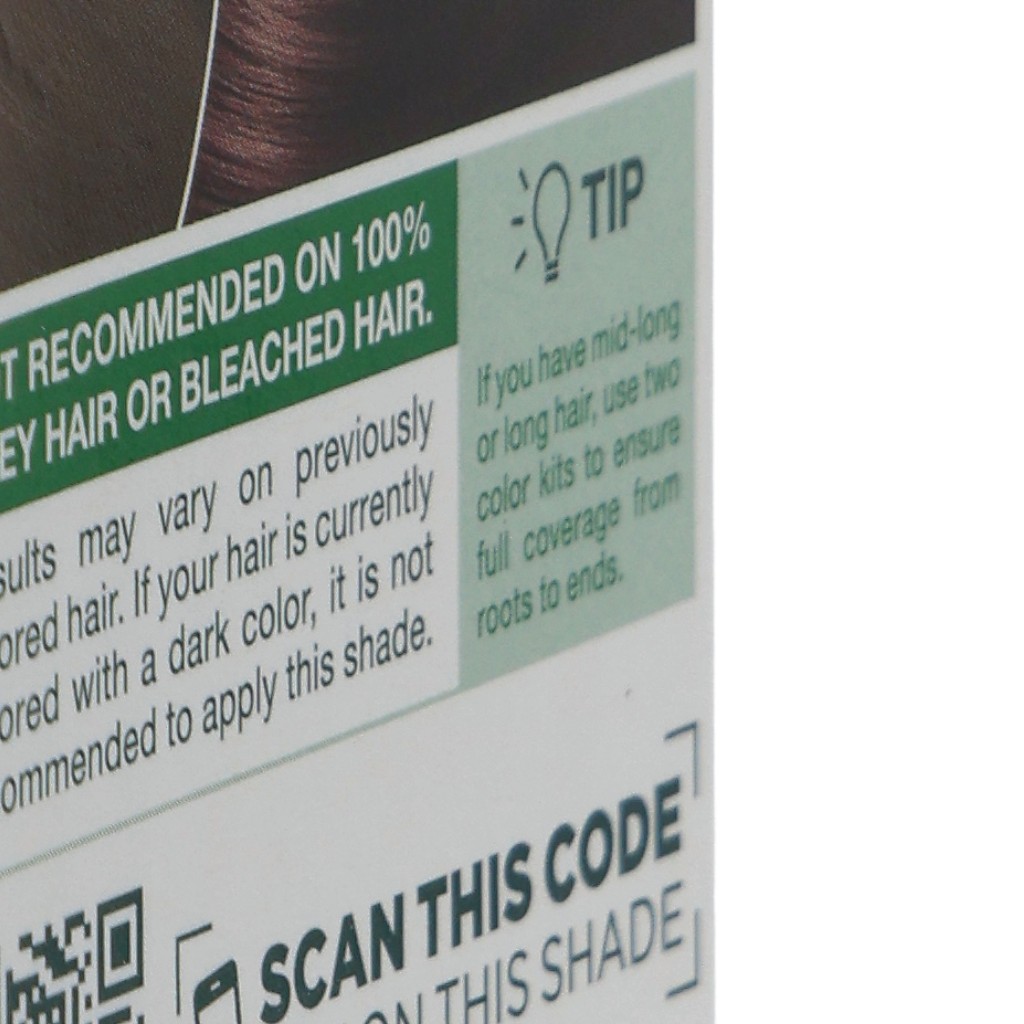 T RECOMMENDED ON 100%
EY HAIR OR BLEACHED HAIR.
sults may vary on previously
ored hair. If your hair is currently
ored with a dark color, it is not
ommended to apply this shade.
TIP
If you have mid-long
or long hair, use two
color kits to ensure
full coverage from
roots to ends.
SCAN THIS CODE
ON THIS SHADE